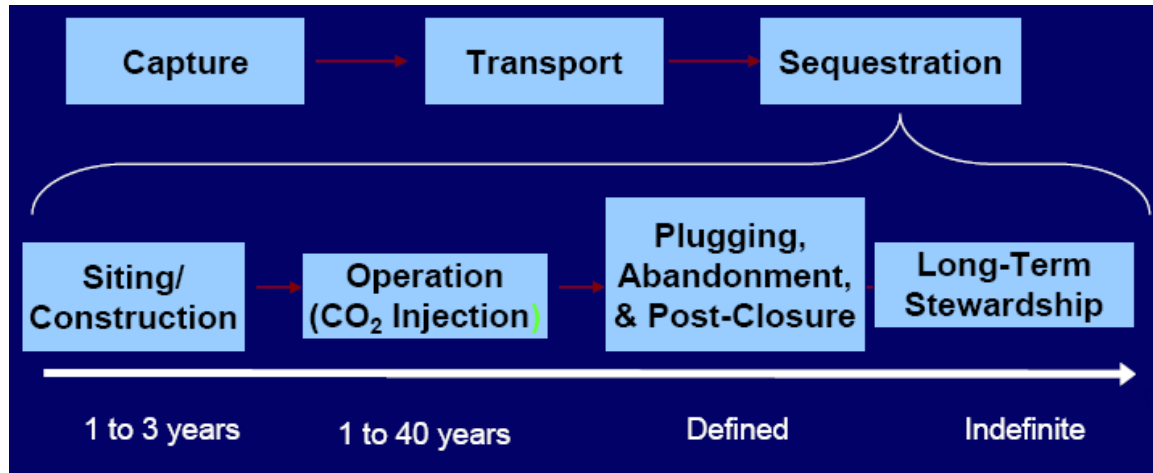 Capture
Transport
Sequestration
Siting/
Construction
Operation
(CO₂ Injection)
Plugging,
Abandonment,
& Post-Closure
Long-Term
Stewardship
1 to 3 years
1 to 40 years
Defined
Indefinite